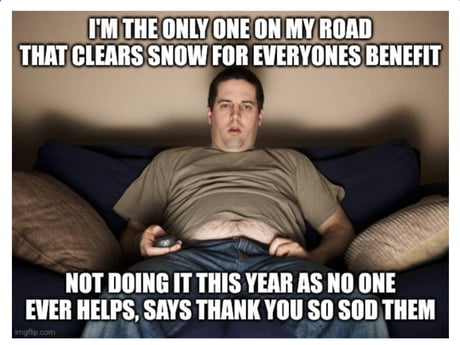 I'M THE ONLY ONE ON MY ROAD
THAT CLEARS SNOW FOR EVERYONES BENEFIT
NOT DOING IT THIS YEAR AS NO ONE
EVER HELPS, SAYS THANK YOU SO SOD THEM
imgflip.com